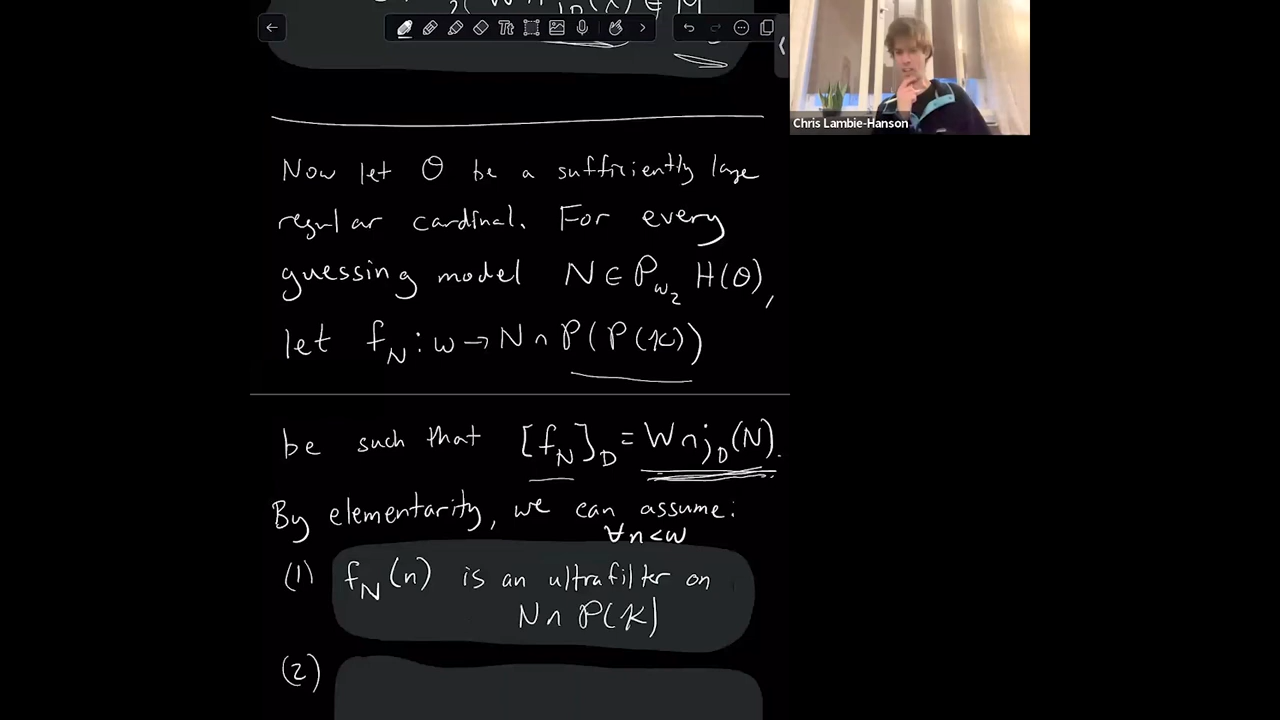 Chris Lambie-Hanson
Now let θ be a sufficiently large
regular cardinal. For every
guessing model N ∈ P_ω₂ H(θ),
let f_N : ω → N ∩ P(P(κ))
be such that [f_N]_D = W ∩ j_D(N).
By elementarity, we can assume:
∀n<ω
(1) f_N(n) is an ultrafilter on
N ∩ P(κ)
(2)